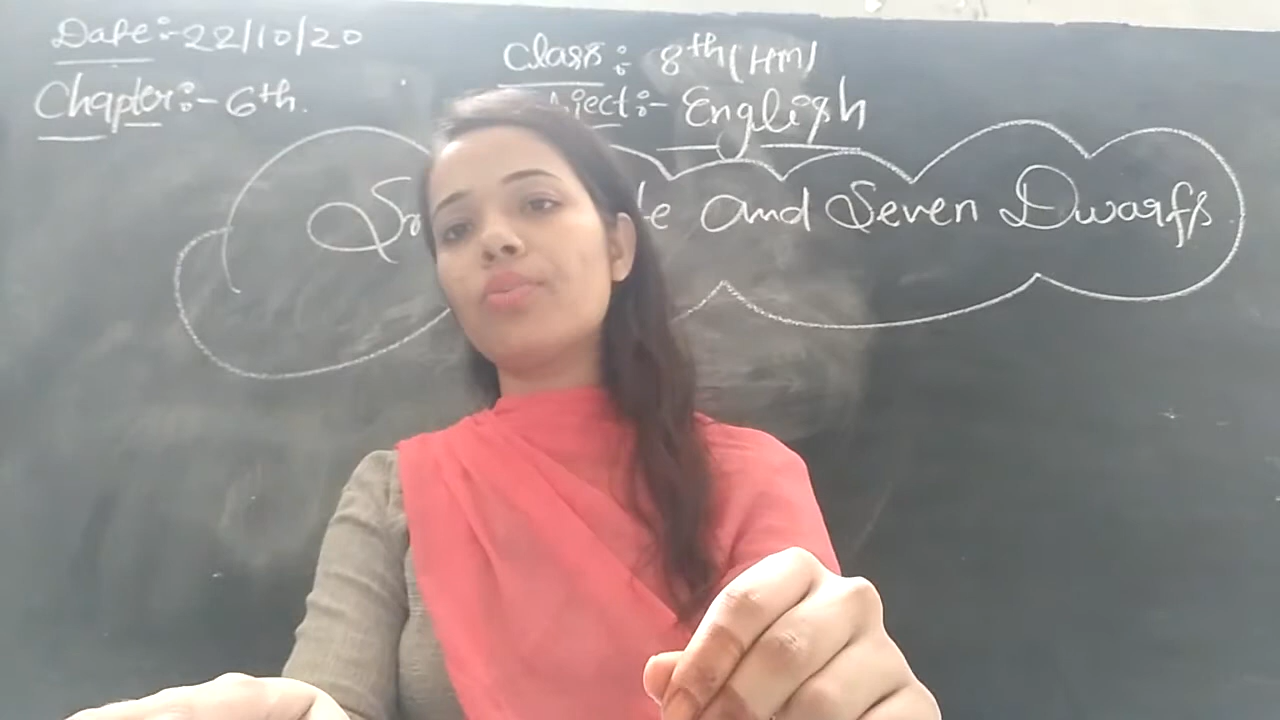 Date:-22/10/20
Class:- 8th (HM)
Chapter:-6th.
English
and Seven Dwarfs